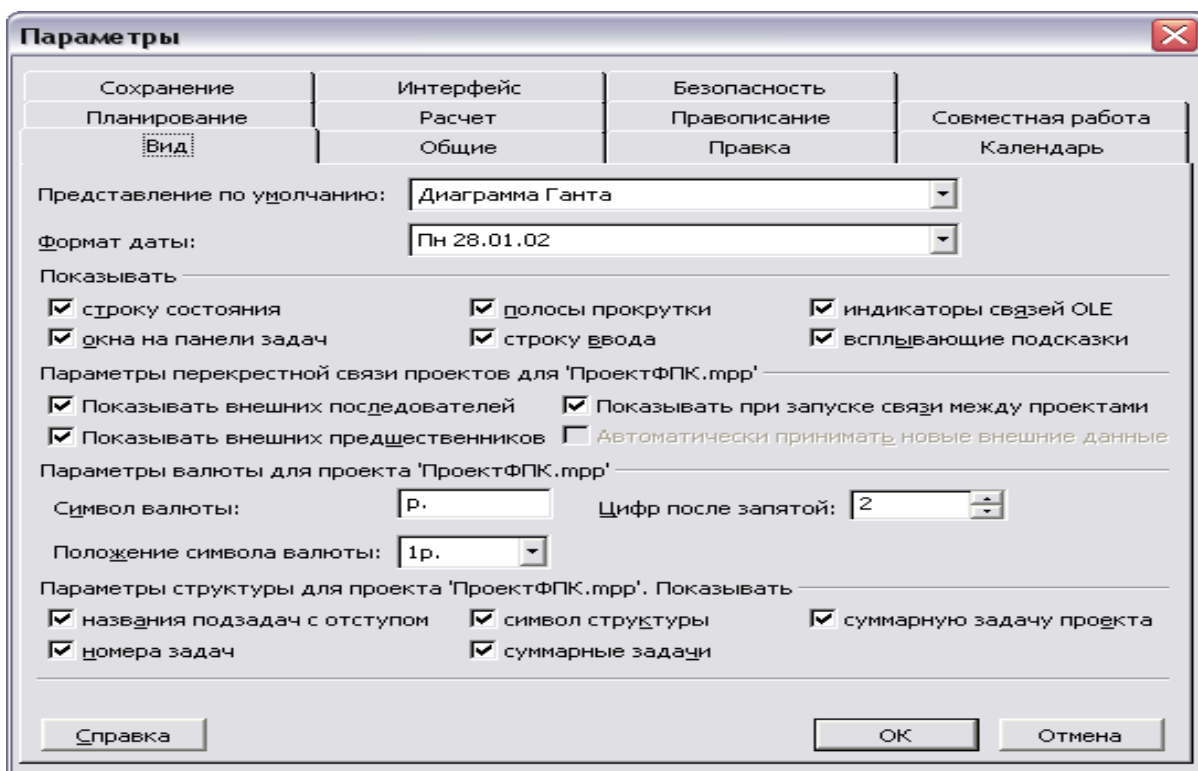 Параметры
Сохранение Интерфейс Безопасность
Планирование Расчет Правописание Совместная работа
Вид Общие Правка Календарь
Представление по умолчанию: Диаграмма Ганта
Формат даты: Пн 28.01.02
Показывать
строку состояния полосы прокрутки индикаторы связей OLE
окна на панели задач строку ввода всплывающие подсказки
Параметры перекрестной связи проектов для 'ПроектФПК.mpp'
Показывать внешних последователей Показывать при запуске связи между проектами
Показывать внешних предшественников Автоматически принимать новые внешние данные
Параметры валюты для проекта 'ПроектФПК.mpp'
Символ валюты: р. Цифр после запятой: 2
Положение символа валюты: 1р.
Параметры структуры для проекта 'ПроектФПК.mpp'. Показывать
названия подзадач с отступом символ структуры суммарную задачу проекта
номера задач суммарные задачи
Справка ОК Отмена